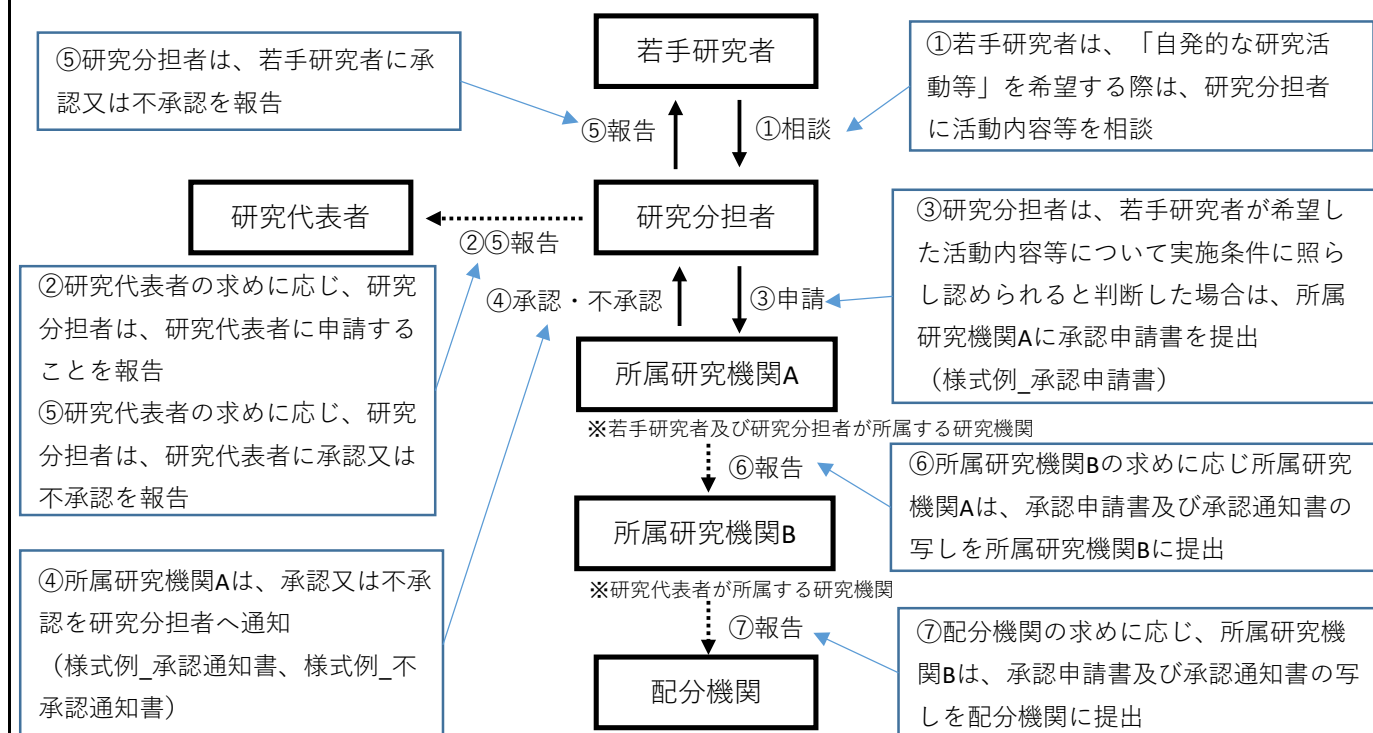 若手研究者
⑤研究分担者は、若手研究者に承
認又は不承認を報告
①若手研究者は、「自発的な研究活
動等」を希望する際は、研究分担者
に活動内容等を相談
⑤報告
①相談
研究代表者
研究分担者
②⑤報告
③研究分担者は、若手研究者が希望し
た活動内容等について実施条件に照ら
し認められると判断した場合は、所属
研究機関Aに承認申請書を提出
（様式例_承認申請書）
②研究代表者の求めに応じ、研究
分担者は、研究代表者に申請する
ことを報告
⑤研究代表者の求めに応じ、研究
分担者は、研究代表者に承認又は
不承認を報告
④承認・不承認
③申請
所属研究機関A
※若手研究者及び研究分担者が所属する研究機関
⑥報告
⑥所属研究機関Bの求めに応じ所属研究
機関Aは、承認申請書及び承認通知書の
写しを所属研究機関Bに提出
所属研究機関B
※研究代表者が所属する研究機関
④所属研究機関Aは、承認又は不承
認を研究分担者へ通知
（様式例_承認通知書、様式例_不
承認通知書）
⑦報告
⑦配分機関の求めに応じ、所属研究機
関Bは、承認申請書及び承認通知書の写
しを配分機関に提出
配分機関